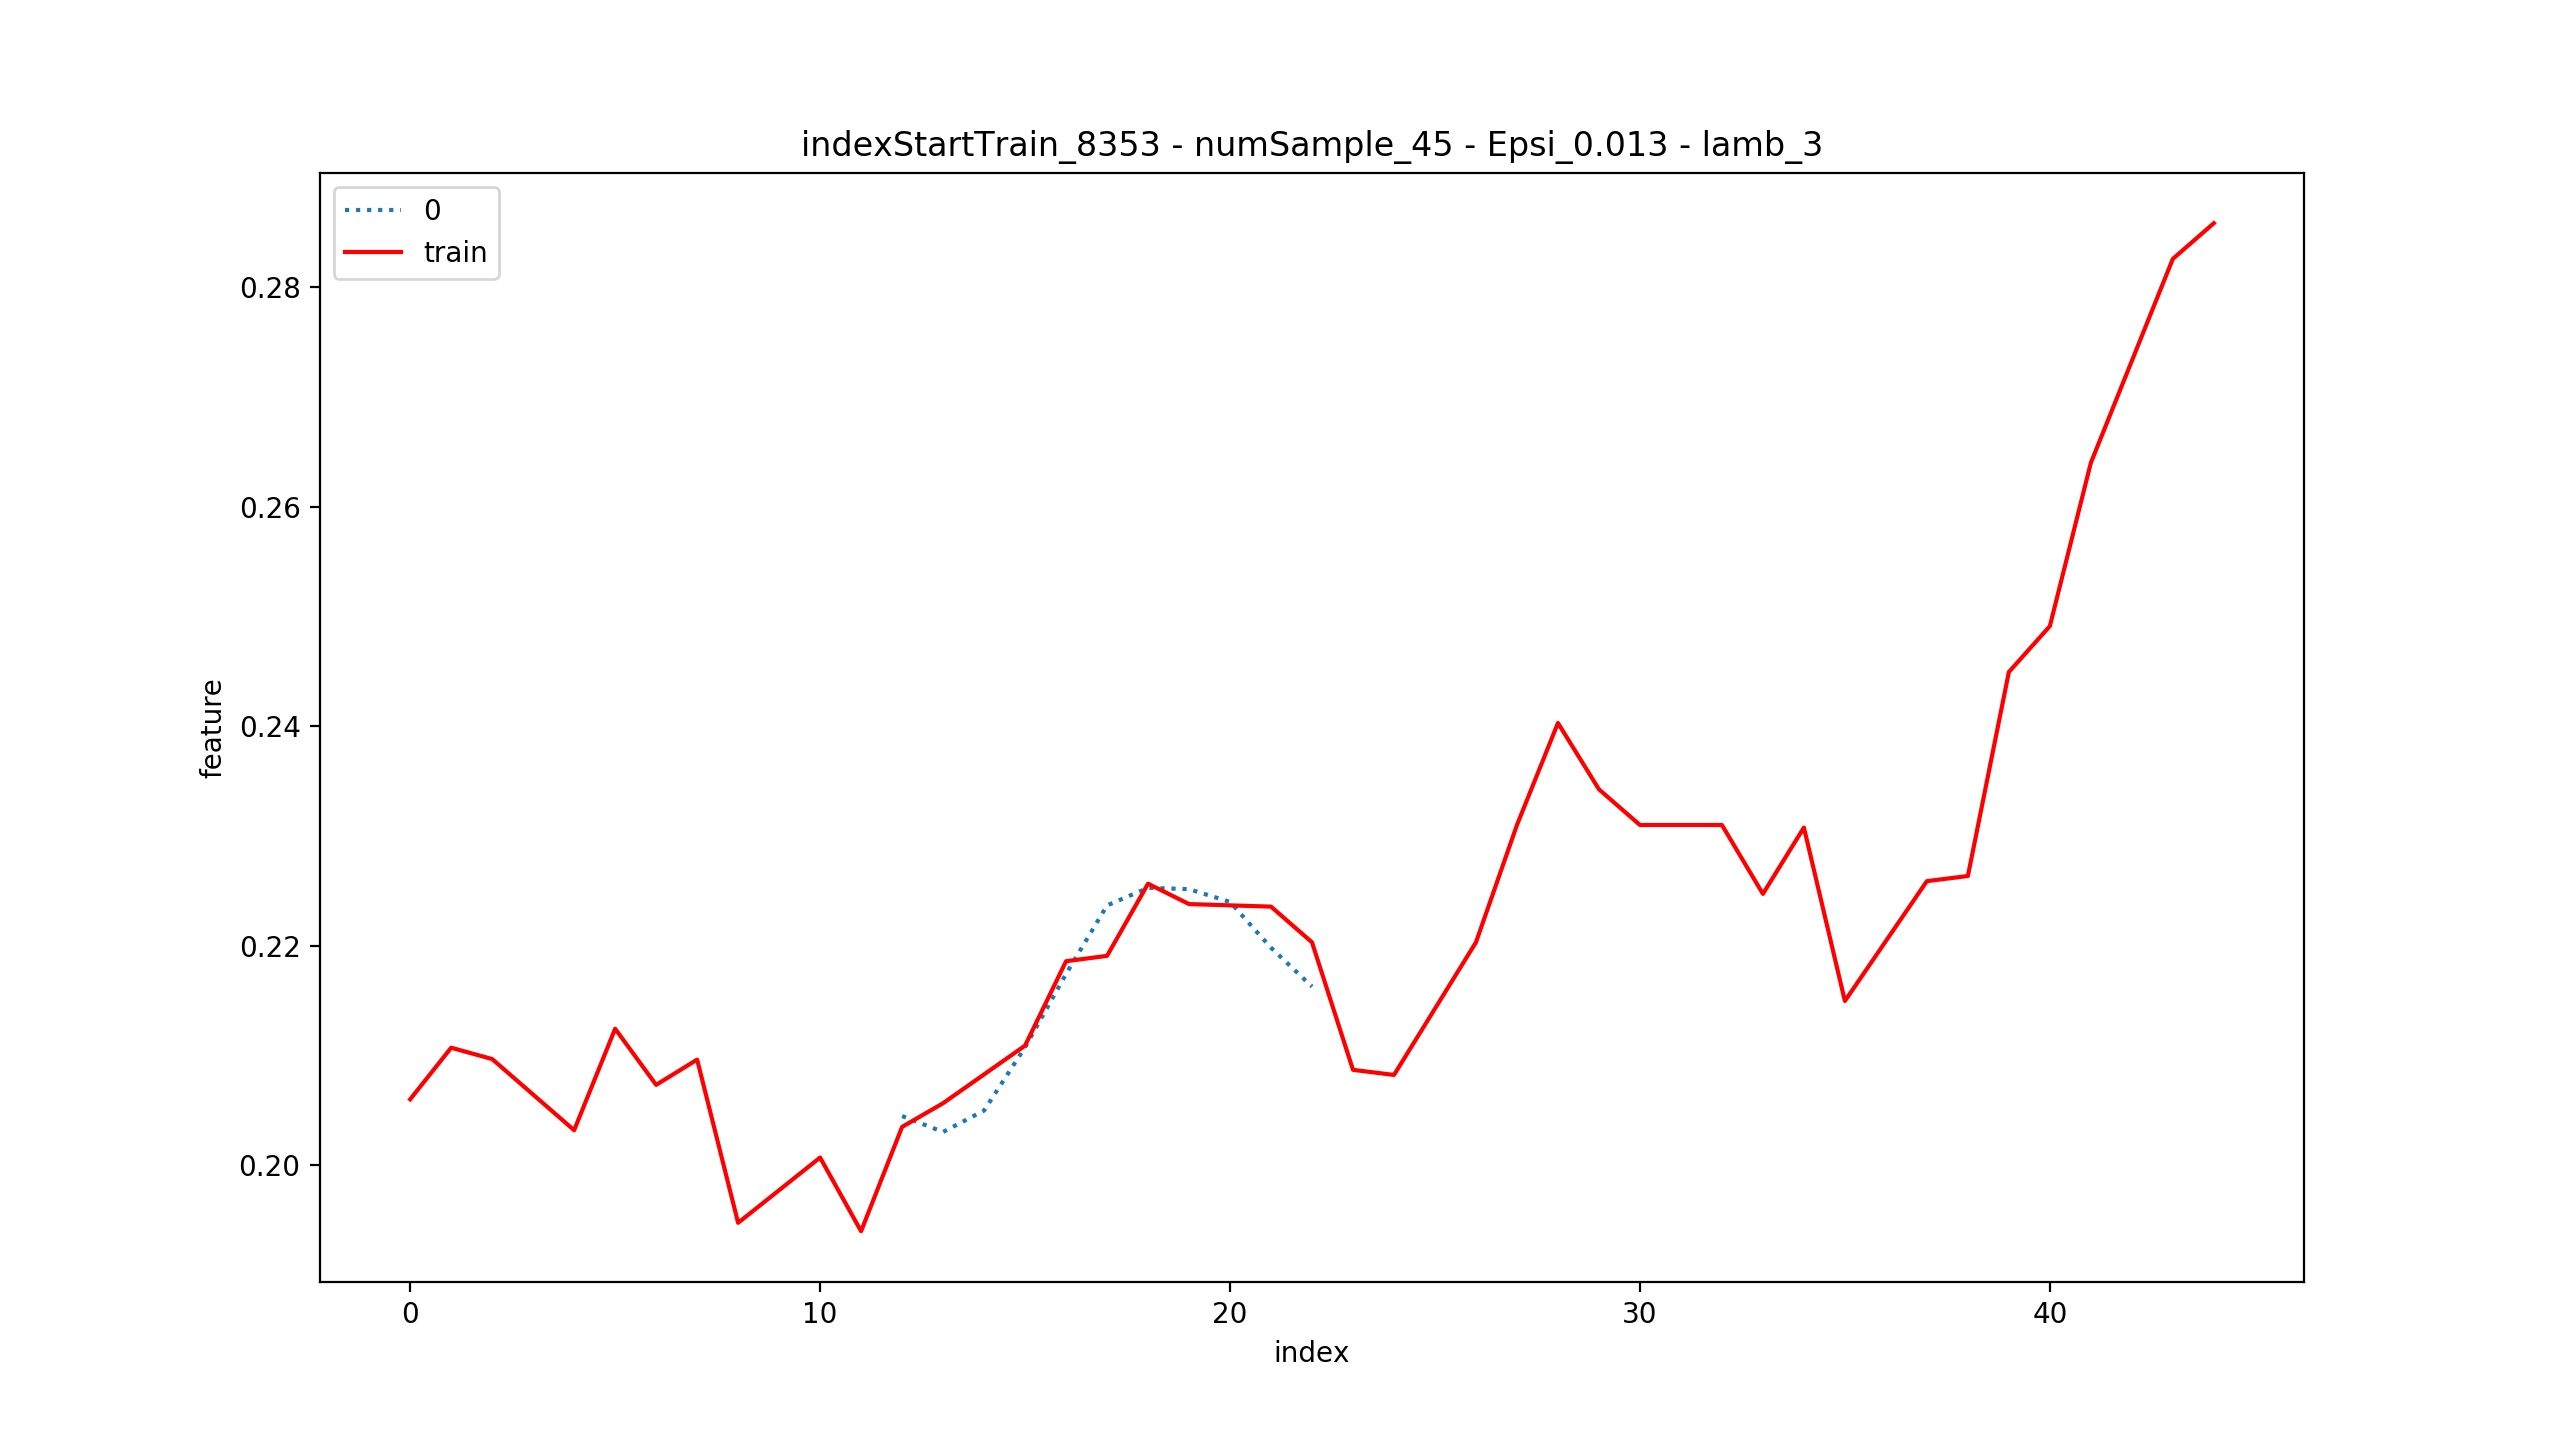 indexStartTrain_8353 - numSample_45 - Epsi_0.013 - lamb_3
0
train
0.28
0.26
0.24
0.22
0.20
feature
0 10 20 30 40
index